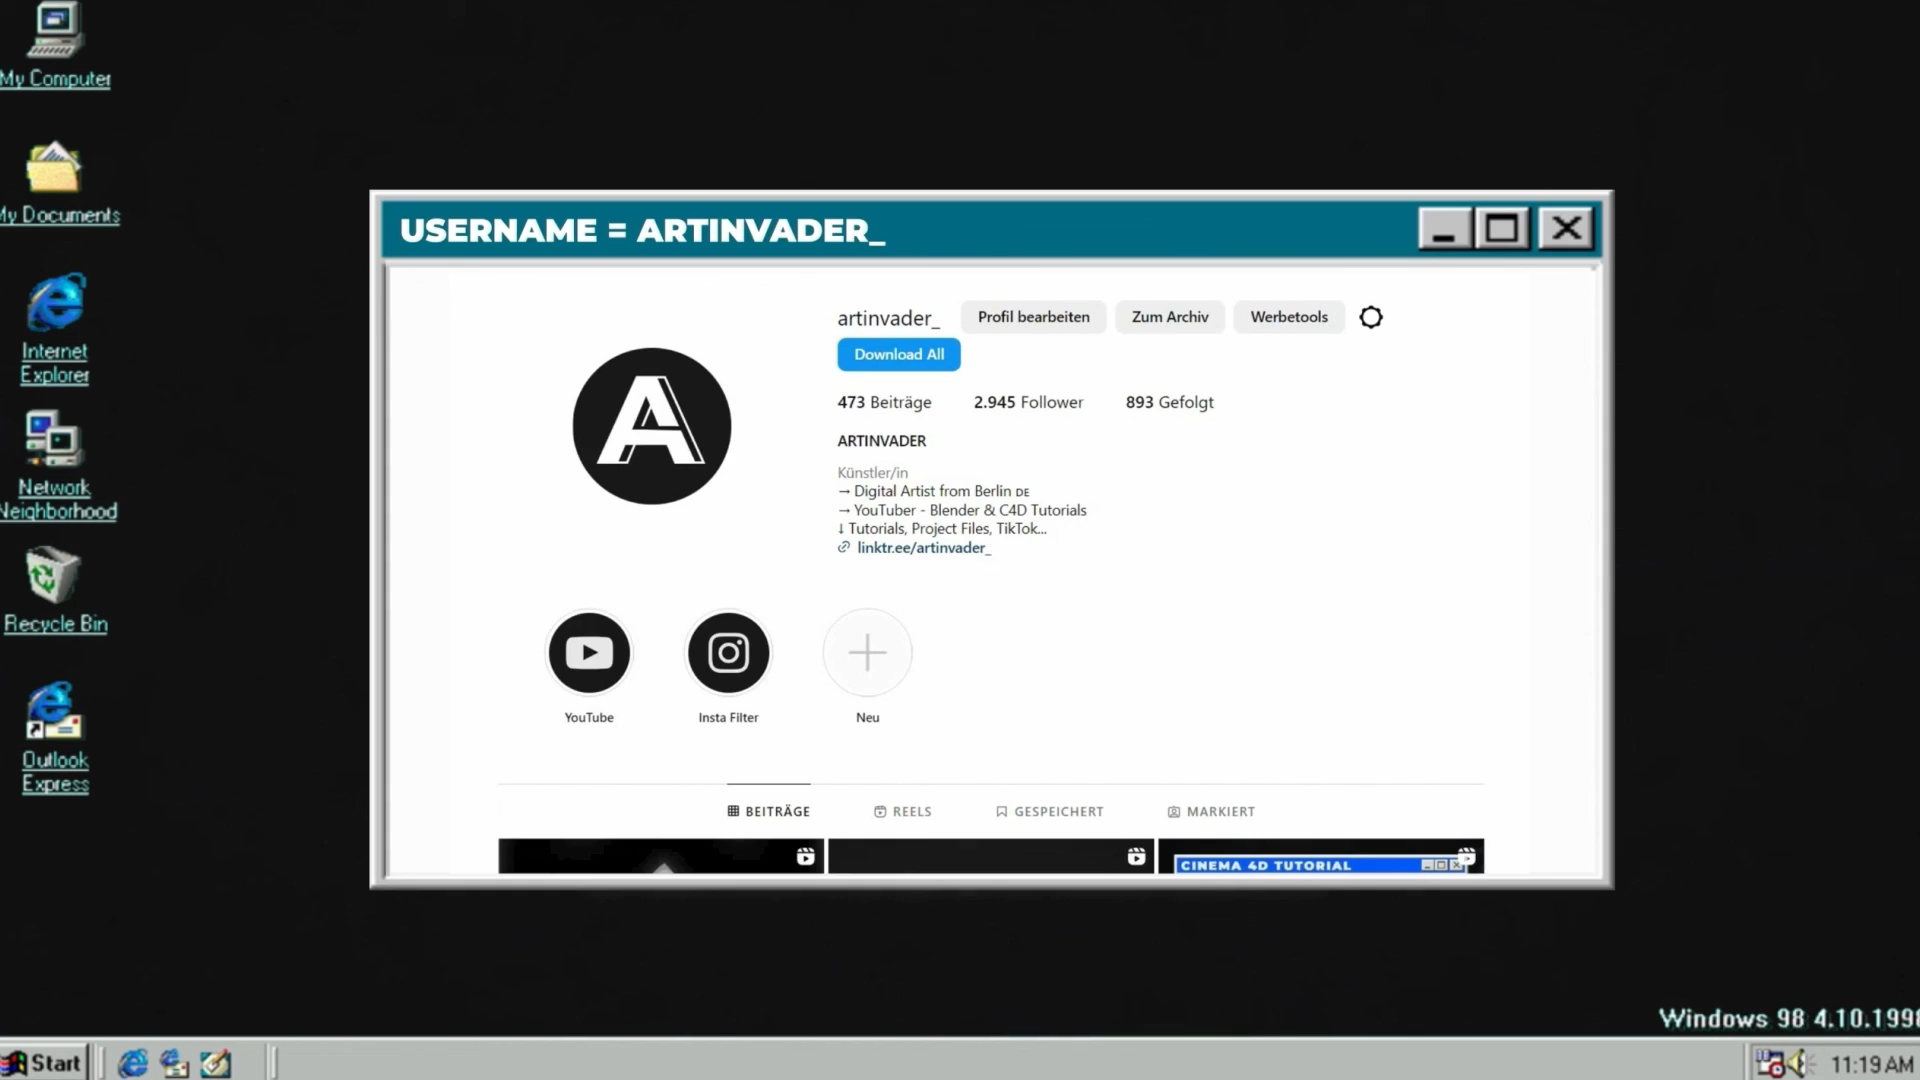 My Computer
My Documents
Internet
Explorer
Network
Neighborhood
Recycle Bin
Outlook
Express
USERNAME = ARTINVADER_
artinvader_
Profil bearbeiten
Zum Archiv
Werbetools
Download All
473 Beiträge
2.945 Follower
893 Gefolgt
ARTINVADER
Künstler/in
→ Digital Artist from Berlin DE
→ YouTuber - Blender & C4D Tutorials
↓ Tutorials, Project Files, TikTok...
linktr.ee/artinvader_
YouTube
Insta Filter
Neu
BEITRÄGE
REELS
GESPEICHERT
MARKIERT
CINEMA 4D TUTORIAL
Windows 98 4.10.1998
Start
11:19 AM